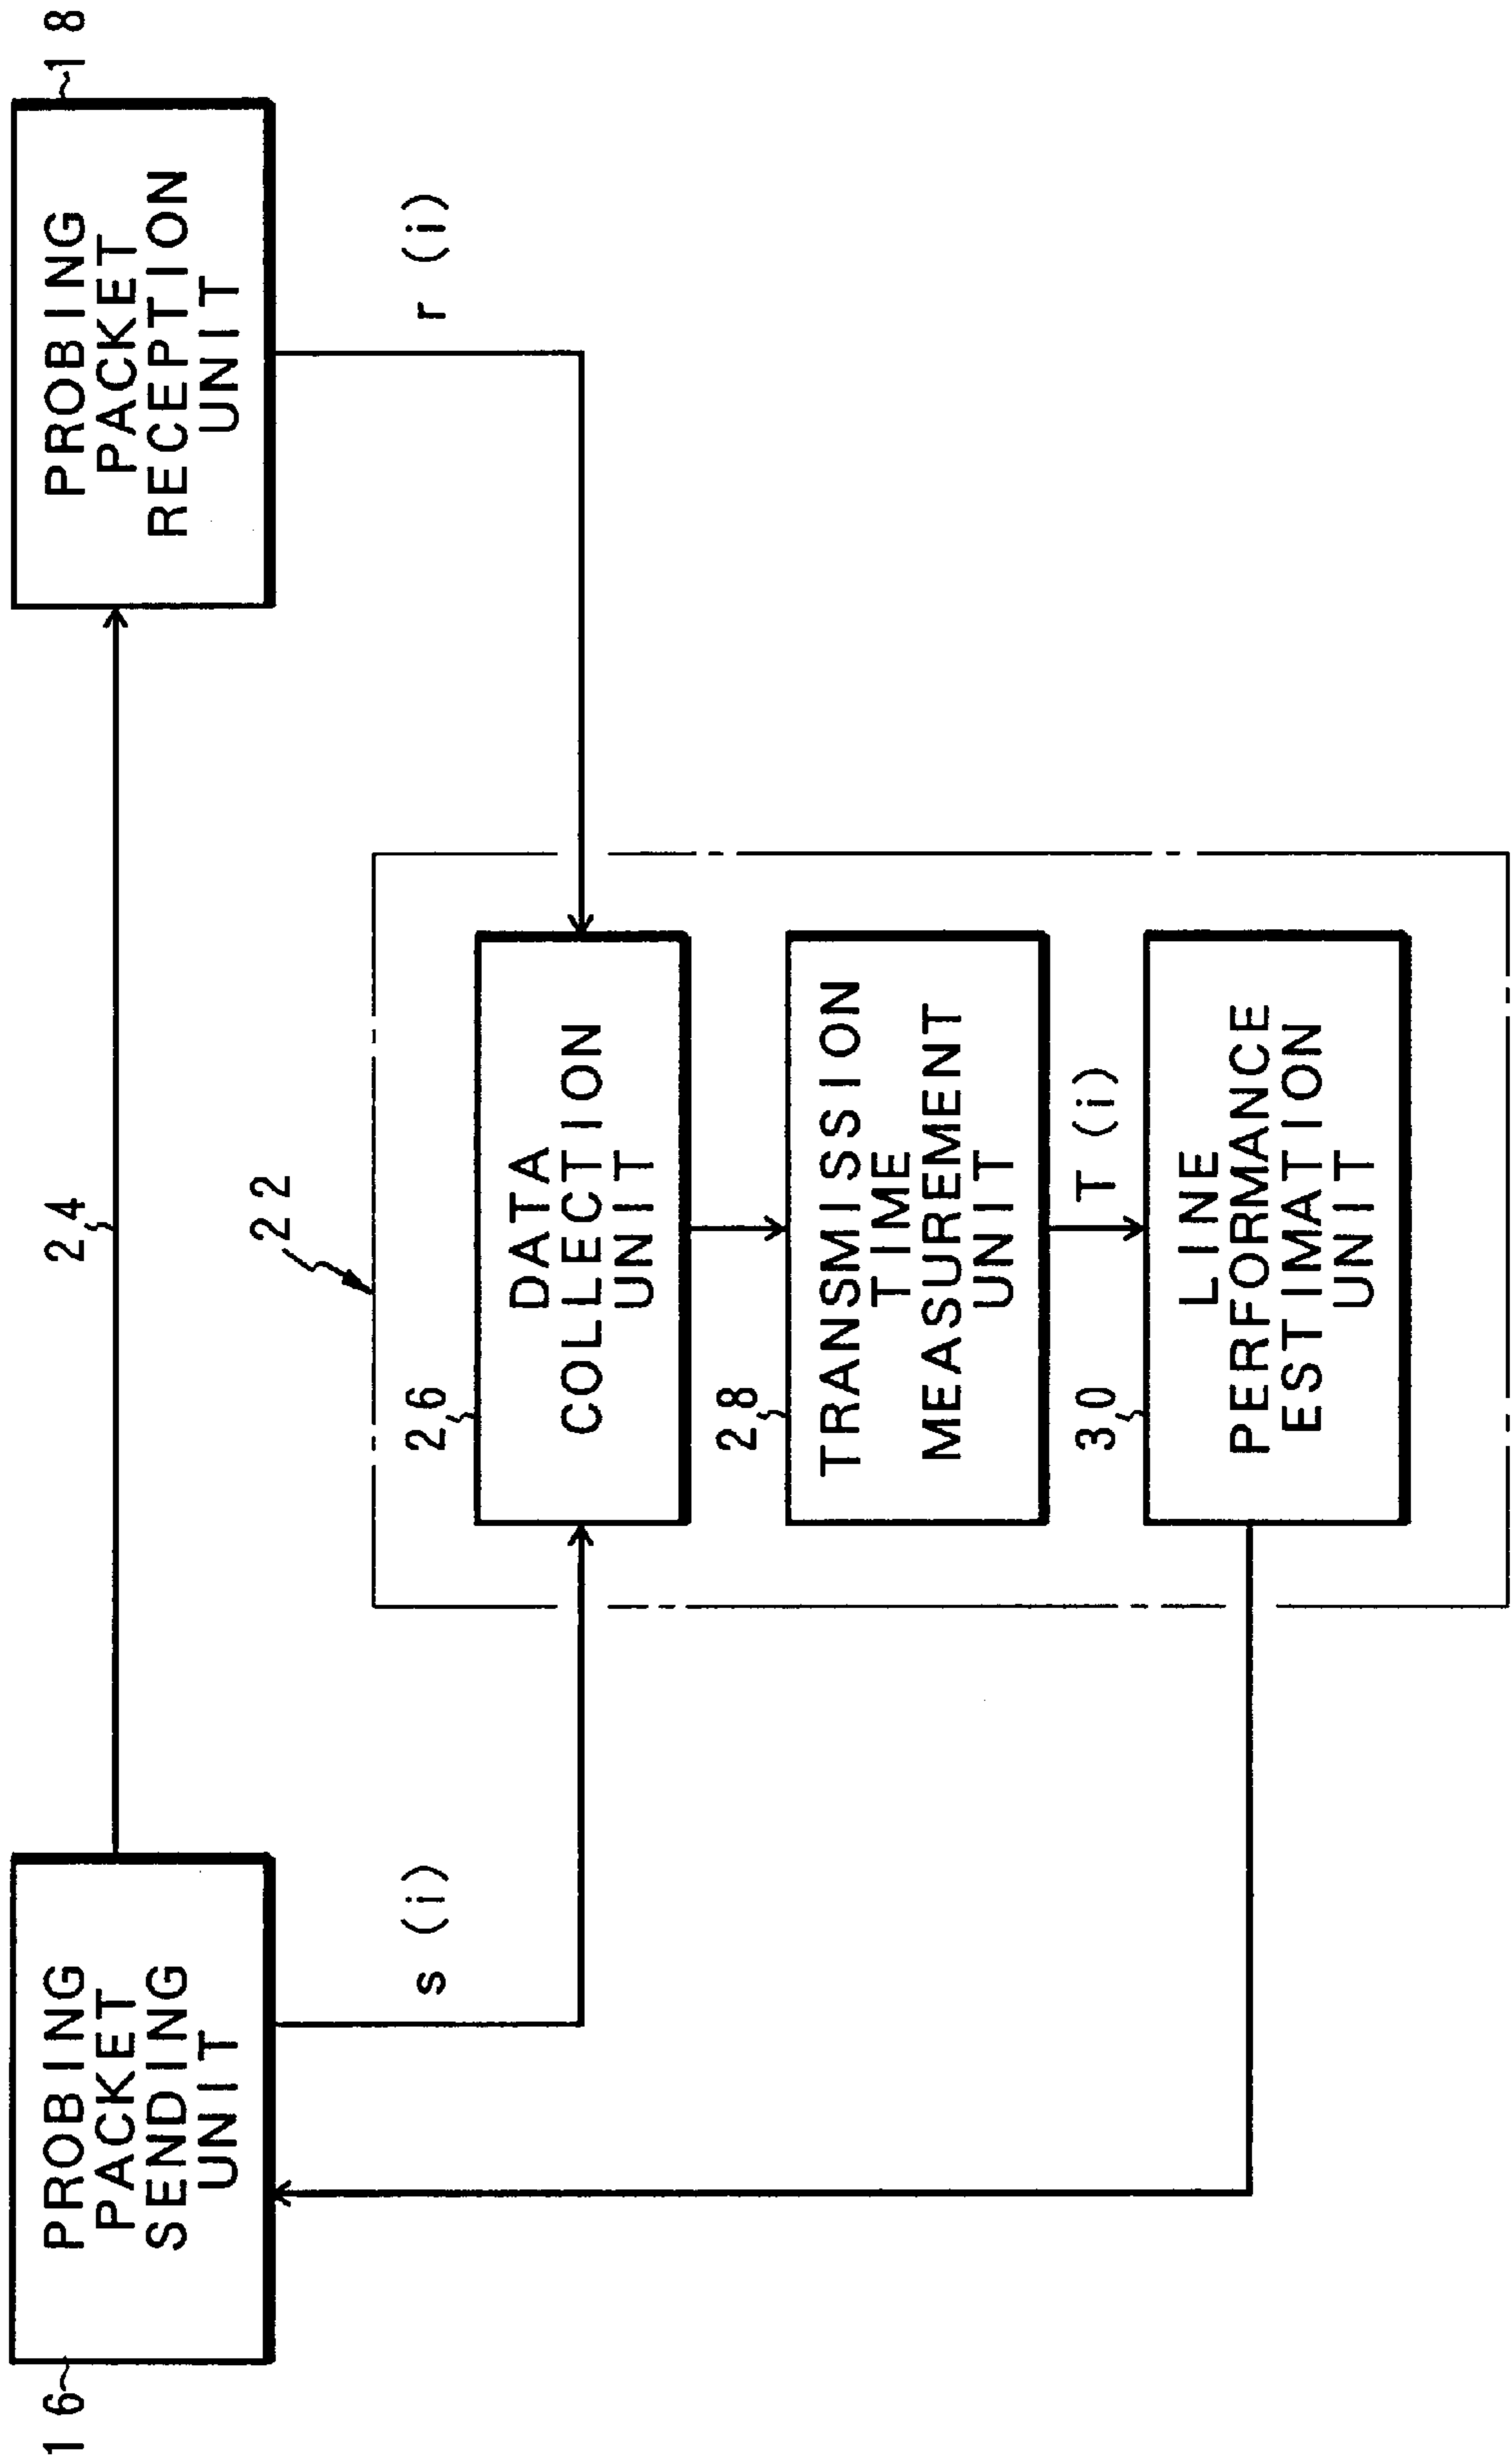 16
PROBING
PACKET
SENDING
UNIT
24
18
PROBING
PACKET
RECEPTION
UNIT
s (i)
r (i)
22
26
DATA
COLLECTION
UNIT
28
TRANSMISSION
TIME
MEASUREMENT
UNIT
T (i)
30
LINE
PERFORMANCE
ESTIMATION
UNIT